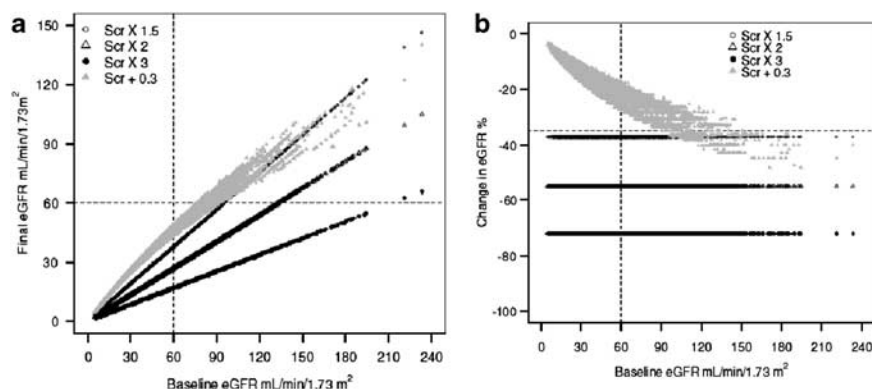 a
Scr X 1.5
Scr X 2
Scr X 3
Scr + 0.3
150
120
90
60
30
0
Final eGFR mL/min/1.73m²
0 30 60 90 120 150 180 210 240
Baseline eGFR mL/min/1.73 m²
b
Scr X 1.5
Scr X 2
Scr X 3
Scr + 0.3
0
-20
-40
-60
-80
-100
Change in eGFR %
0 30 60 90 120 150 180 210 240
Baseline eGFR mL/min/1.73 m²